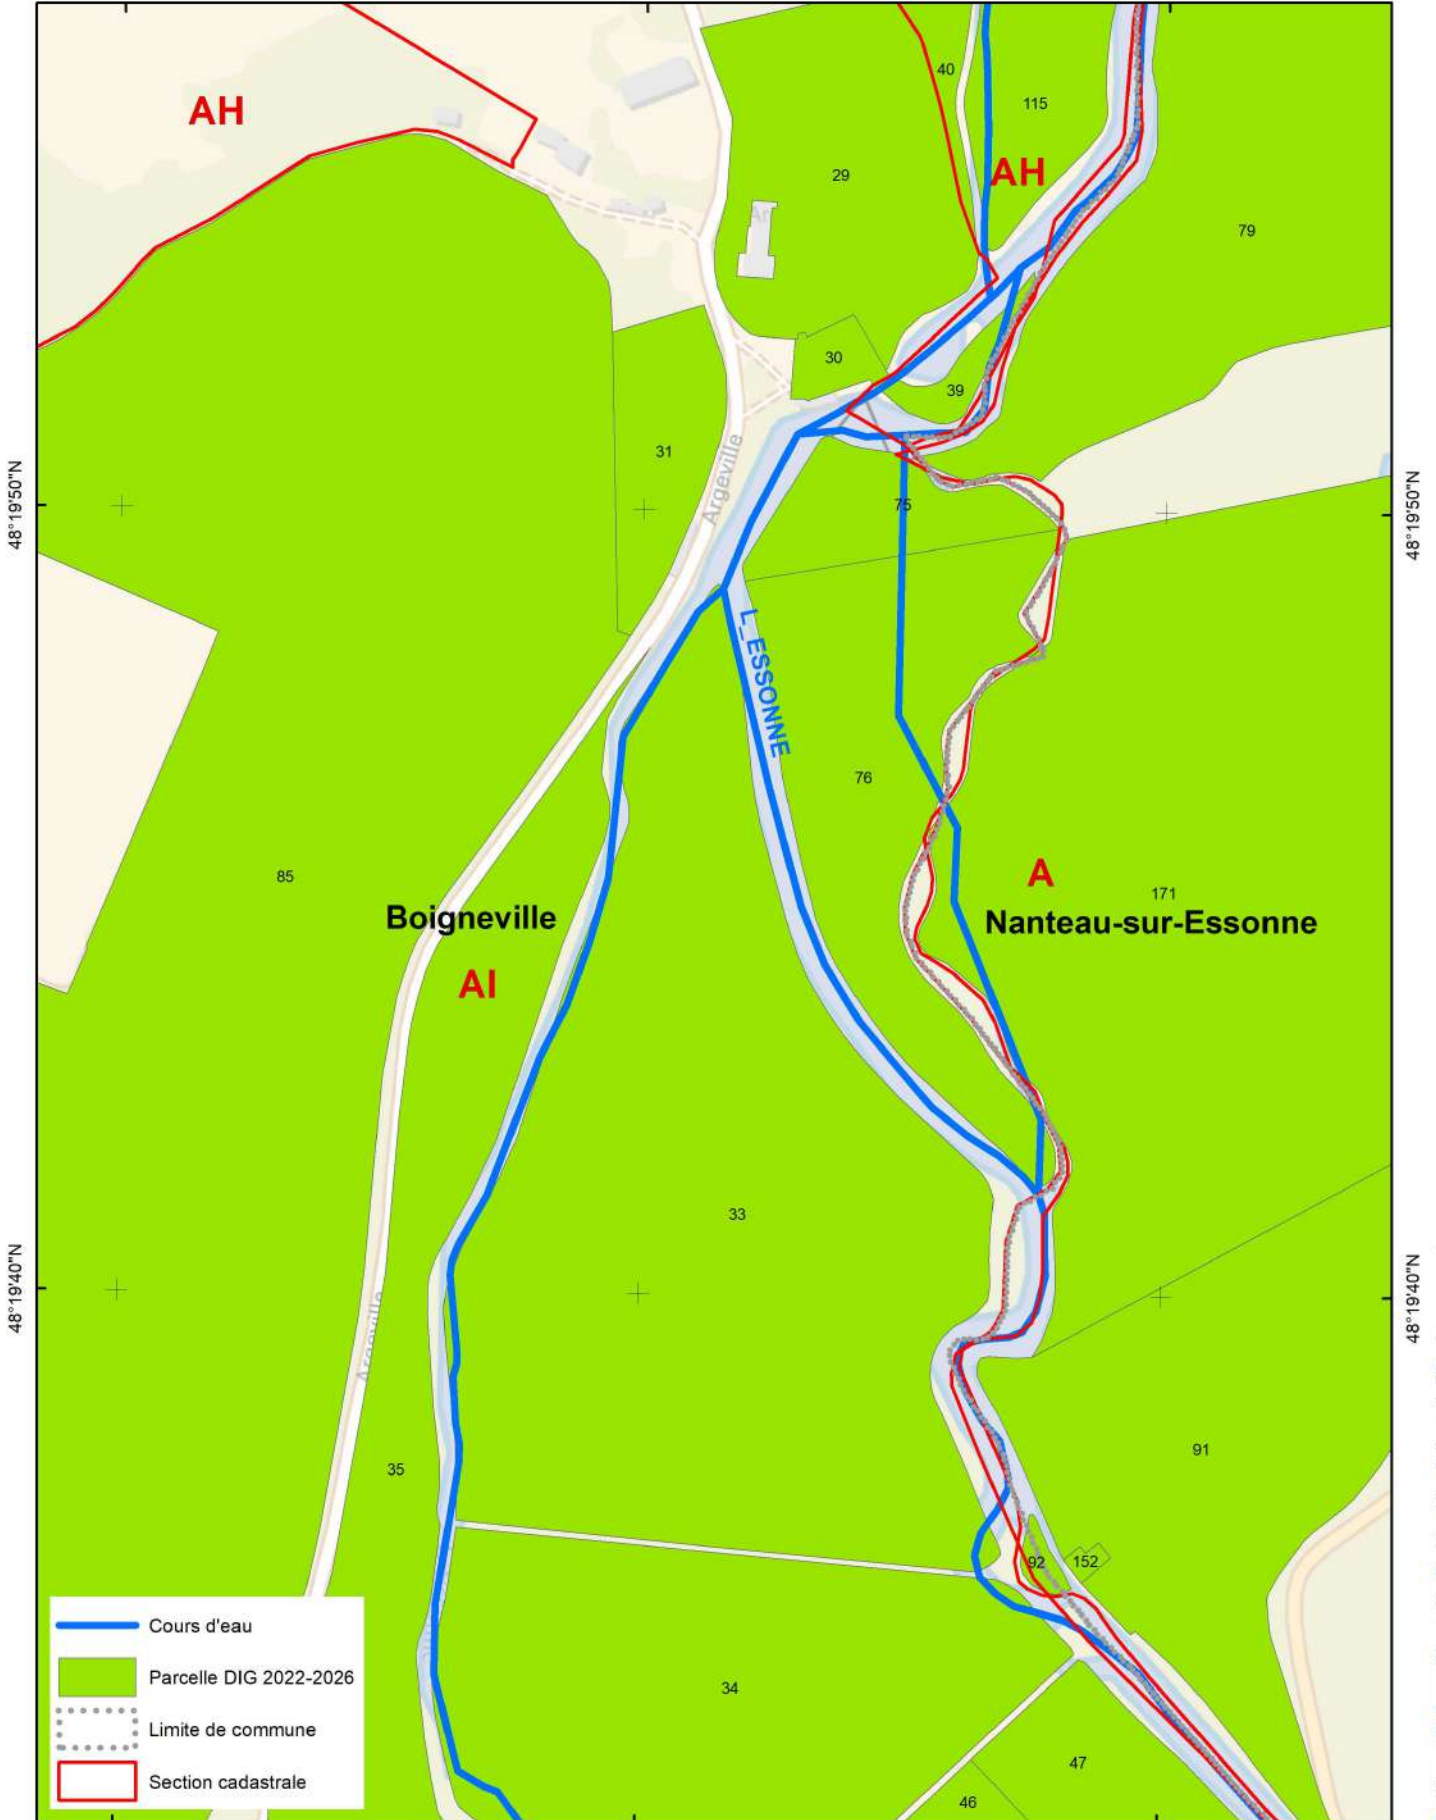 40
AH
115
29
AH
Ar
79
30
39
31
Argeville
75
48°19'50"N
48°19'50"N
L_ESSONNE
76
85
A
171
Boigneville
Nanteau-sur-Essonne
AI
33
48°19'40"N
48°19'40"N
Argeville
91
35
92
152
Cours d'eau
Parcelle DIG 2022-2026
Limite de commune
Section cadastrale
34
47
46